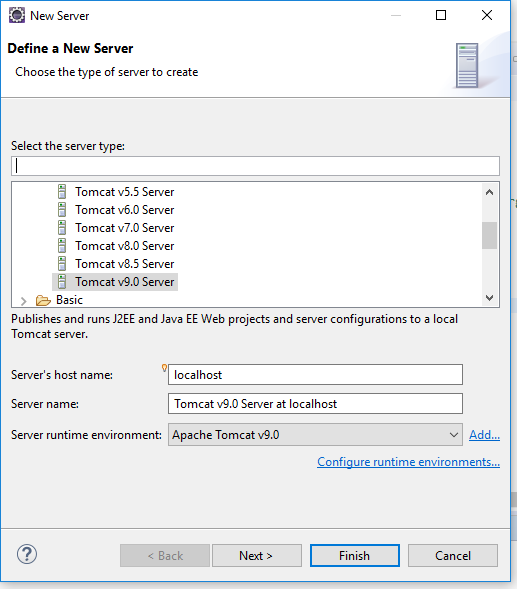 New Server
Define a New Server
Choose the type of server to create
Select the server type:
Tomcat v5.5 Server
Tomcat v6.0 Server
Tomcat v7.0 Server
Tomcat v8.0 Server
Tomcat v8.5 Server
Tomcat v9.0 Server
Basic
Publishes and runs J2EE and Java EE Web projects and server configurations to a local
Tomcat server.
Server's host name: localhost
Server name: Tomcat v9.0 Server at localhost
Server runtime environment: Apache Tomcat v9.0 Add...
Configure runtime environments...
? < Back Next > Finish Cancel